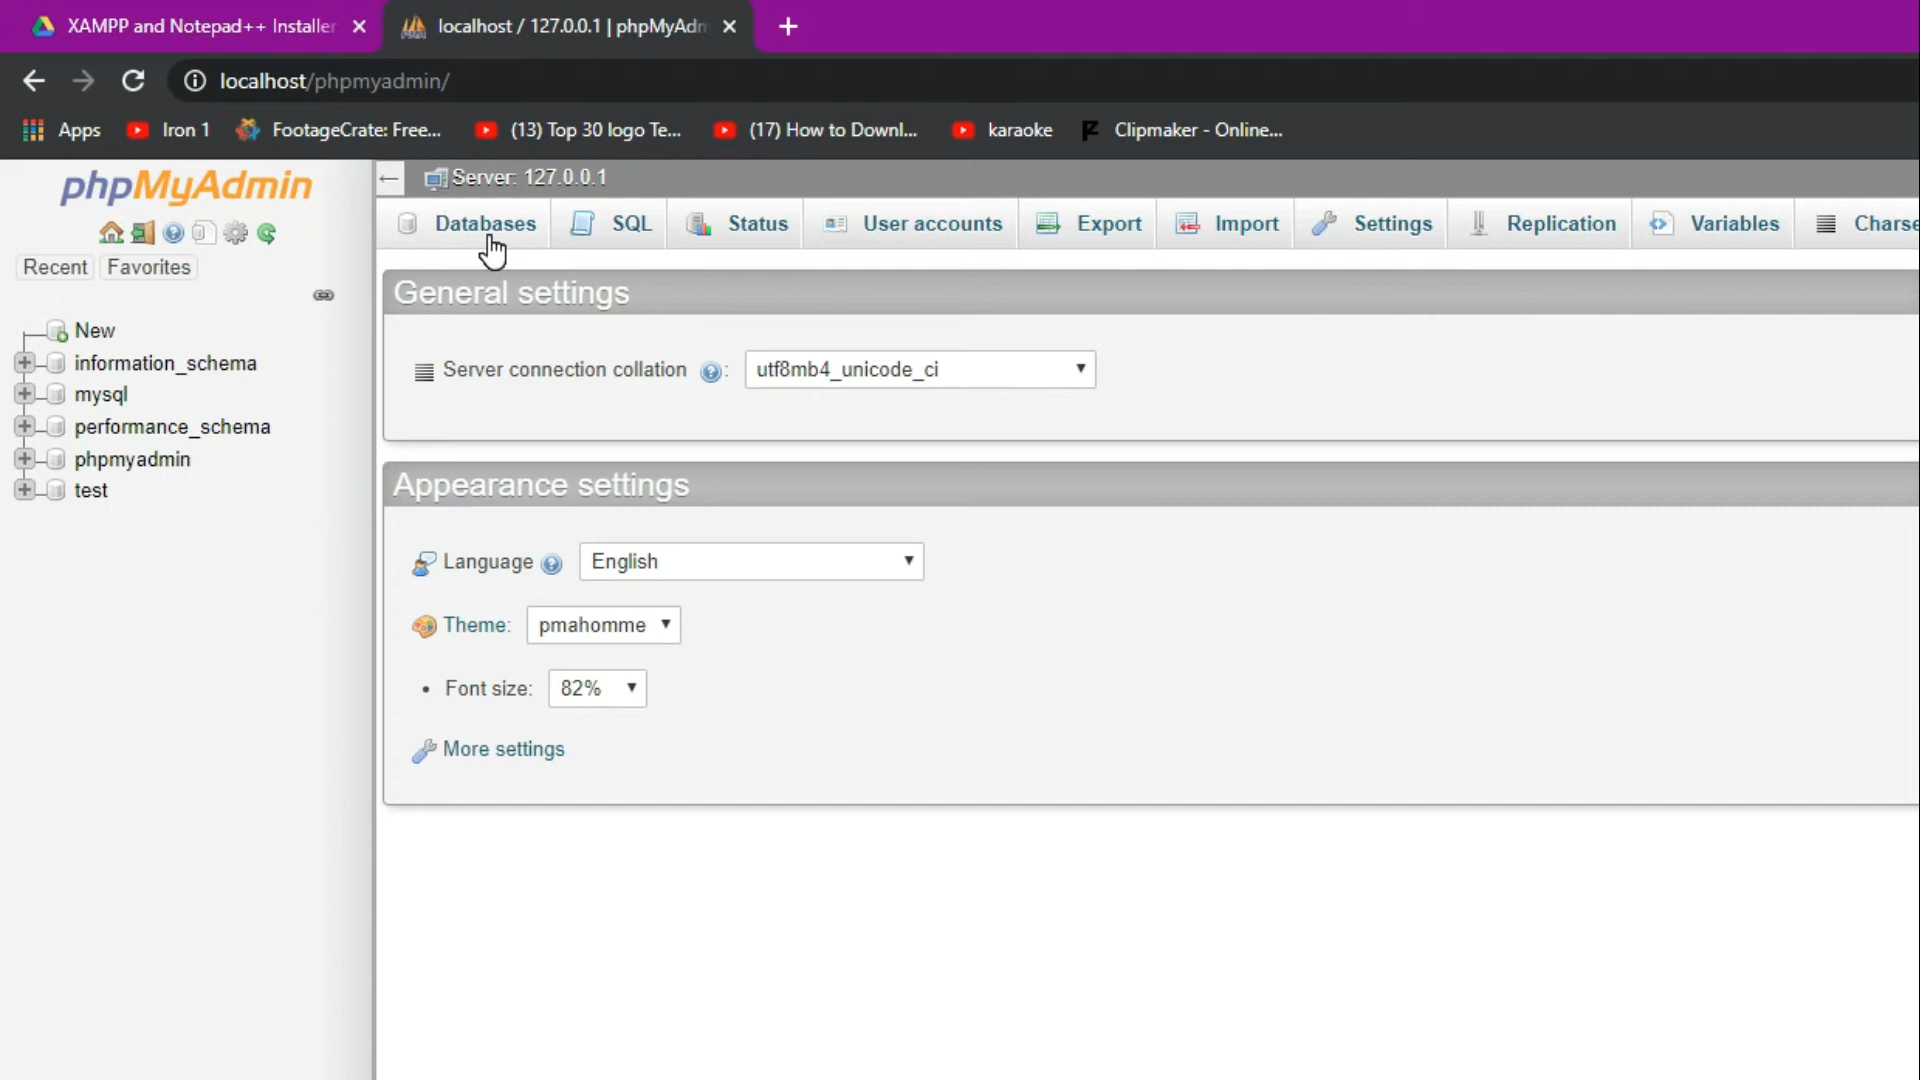 XAMPP and Notepad++ Installer
localhost / 127.0.0.1 | phpMyAdm
localhost/phpmyadmin/
Apps Iron 1 FootageCrate: Free... (13) Top 30 logo Te... (17) How to Downl... karaoke Clipmaker - Online...
phpMyAdmin
Recent Favorites
New
information_schema
mysql
performance_schema
phpmyadmin
test
Server: 127.0.0.1
Databases SQL Status User accounts Export Import Settings Replication Variables Charse
General settings
Server connection collation : utf8mb4_unicode_ci
Appearance settings
Language English
Theme: pmahomme
• Font size: 82%
More settings